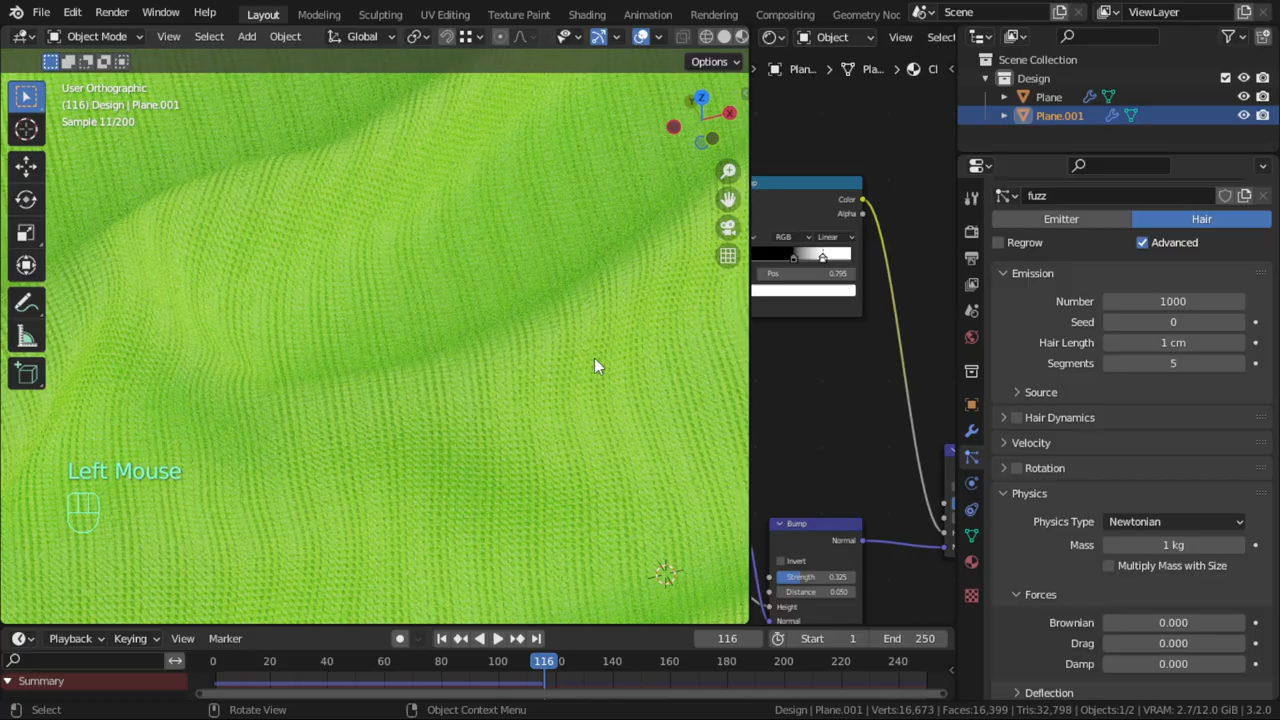 File Edit Render Window Help Layout Modeling Sculpting UV Editing Texture Paint Shading Animation Rendering Compositing Geometry Noc Scene ViewLayer
Object Mode View Select Add Object Global Object View Selec
Options Plan... Pla... Cl
User Orthographic
(116) Design | Plane.001
Sample 11/200
Z
X
Y
Left Mouse
Color
Alpha
RGB Linear
Pos 0.795
Bump
Normal
Invert
Strength 0.325
Distance 0.050
Height
Normal
Scene Collection
Design
Plane
Plane.001
fuzz
Emitter Hair
Regrow Advanced
Emission
Number 1000
Seed 0
Hair Length 1 cm
Segments 5
Source
Hair Dynamics
Velocity
Rotation
Physics
Physics Type Newtonian
Mass 1 kg
Multiply Mass with Size
Forces
Brownian 0.000
Drag 0.000
Damp 0.000
Deflection
Playback Keying View Marker 116 Start 1 End 250
0 20 40 60 80 100 116 0 140 160 180 200 220 240
Summary
Select Rotate View Object Context Menu Design | Plane.001 | Verts:16,673 | Faces:16,399 | Tris:32,798 | Objects:1/2 | VRAM: 2.7/12.0 GiB | 3.2.0